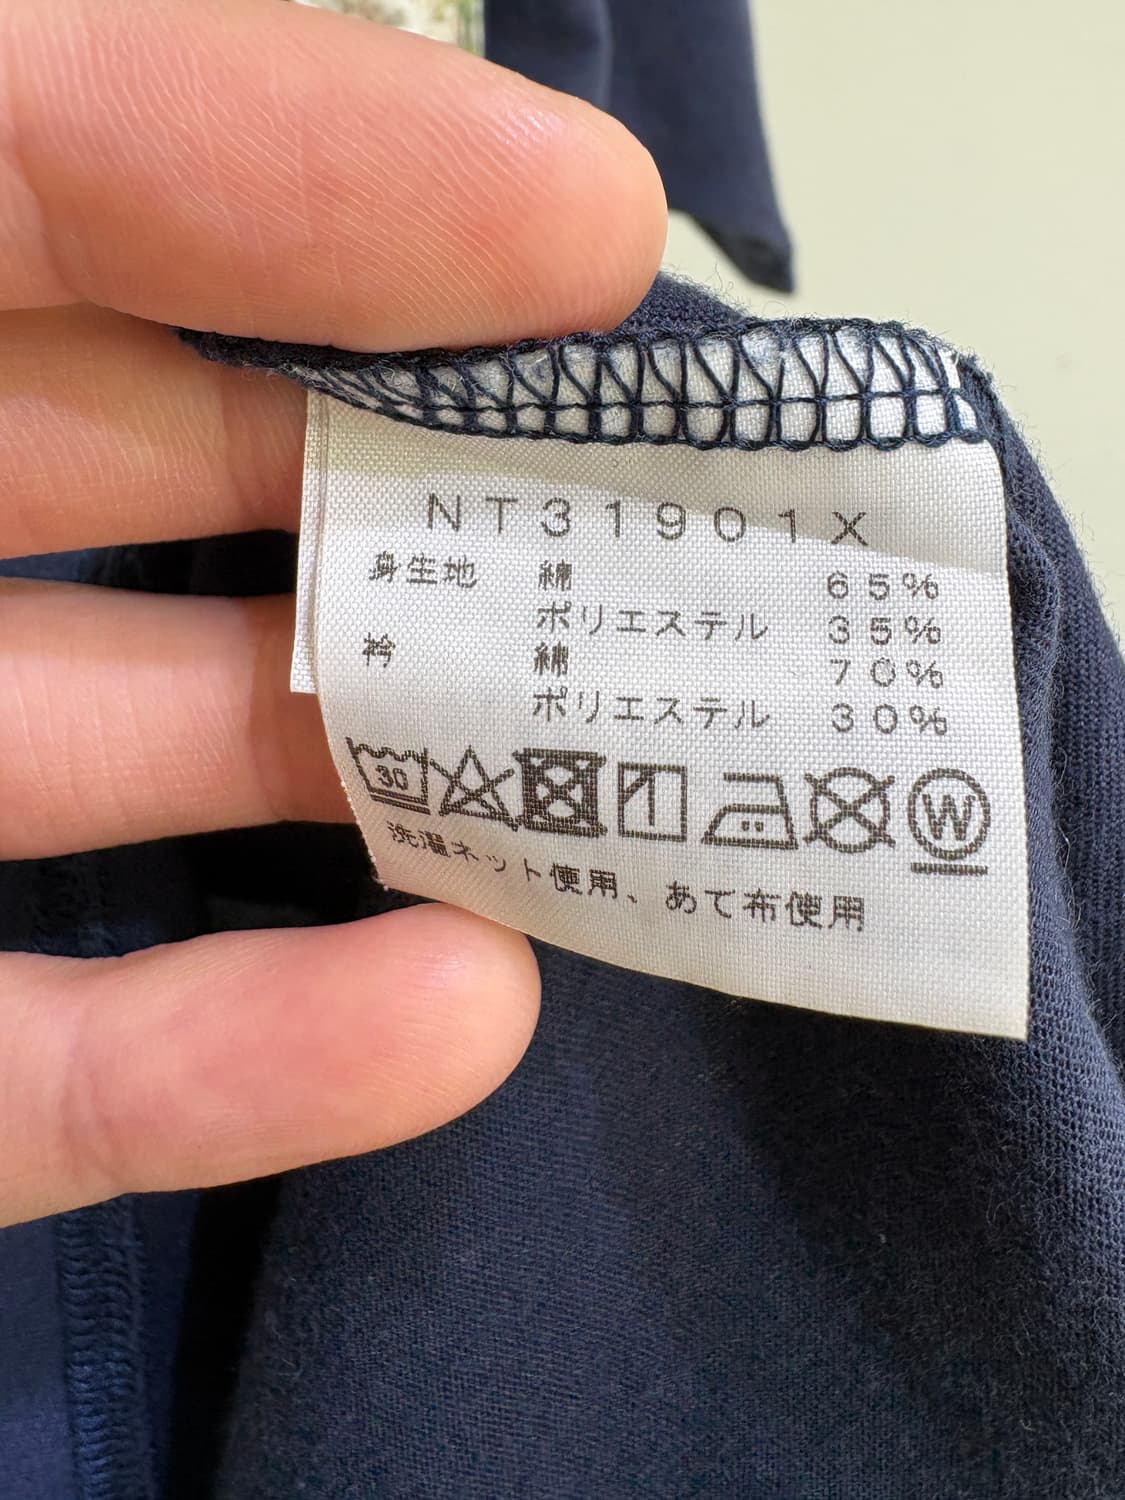 NT31901X
身生地 綿 65%
ポリエステル 35%
衿 綿 70%
ポリエステル 30%
30 W
洗濯ネット使用、あて布使用